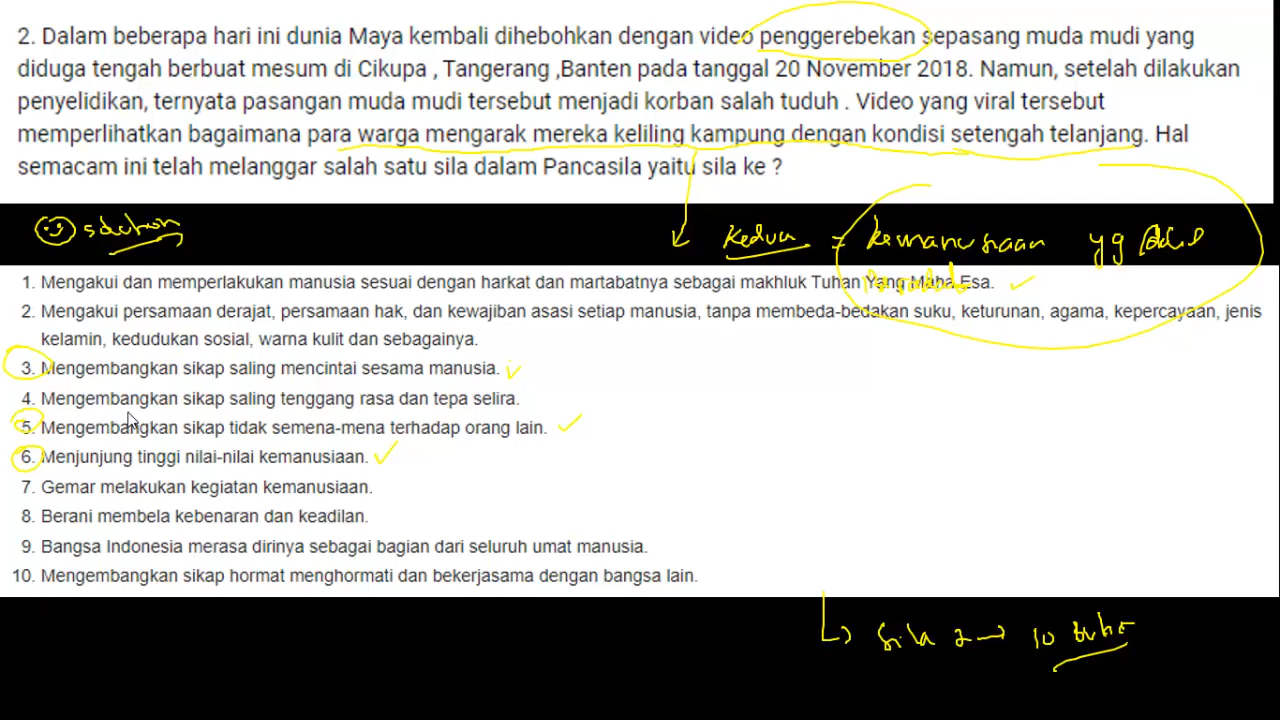 2. Dalam beberapa hari ini dunia Maya kembali dihebohkan dengan video penggerebekan sepasang muda mudi yang
diduga tengah berbuat mesum di Cikupa , Tangerang ,Banten pada tanggal 20 November 2018. Namun, setelah dilakukan
penyelidikan, ternyata pasangan muda mudi tersebut menjadi korban salah tuduh . Video yang viral tersebut
memperlihatkan bagaimana para warga mengarak mereka keliling kampung dengan kondisi setengah telanjang. Hal
semacam ini telah melanggar salah satu sila dalam Pancasila yaitu sila ke ?
solution
Kedua = kemanusiaan yg Adil
1. Mengakui dan memperlakukan manusia sesuai dengan harkat dan martabatnya sebagai makhluk Tuhan Yang Maha Esa.
2. Mengakui persamaan derajat, persamaan hak, dan kewajiban asasi setiap manusia, tanpa membeda-bedakan suku, keturunan, agama, kepercayaan, jenis
kelamin, kedudukan sosial, warna kulit dan sebagainya.
3. Mengembangkan sikap saling mencintai sesama manusia.
4. Mengembangkan sikap saling tenggang rasa dan tepa selira.
5. Mengembangkan sikap tidak semena-mena terhadap orang lain.
6. Menjunjung tinggi nilai-nilai kemanusiaan.
7. Gemar melakukan kegiatan kemanusiaan.
8. Berani membela kebenaran dan keadilan.
9. Bangsa Indonesia merasa dirinya sebagai bagian dari seluruh umat manusia.
10. Mengembangkan sikap hormat menghormati dan bekerjasama dengan bangsa lain.
Sila 2 → 10 Butir